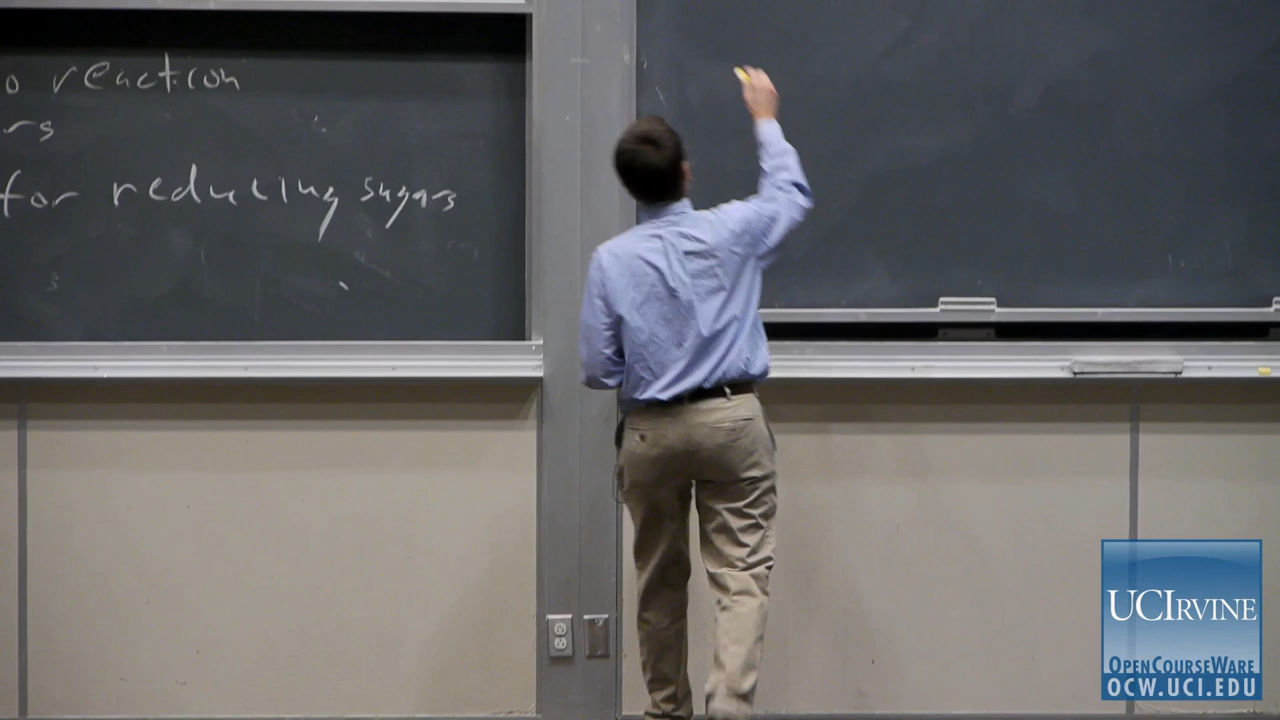 o reaction
rs
for reducing sugars
UCIRVINE
OPENCOURSEWARE
OCW.UCI.EDU